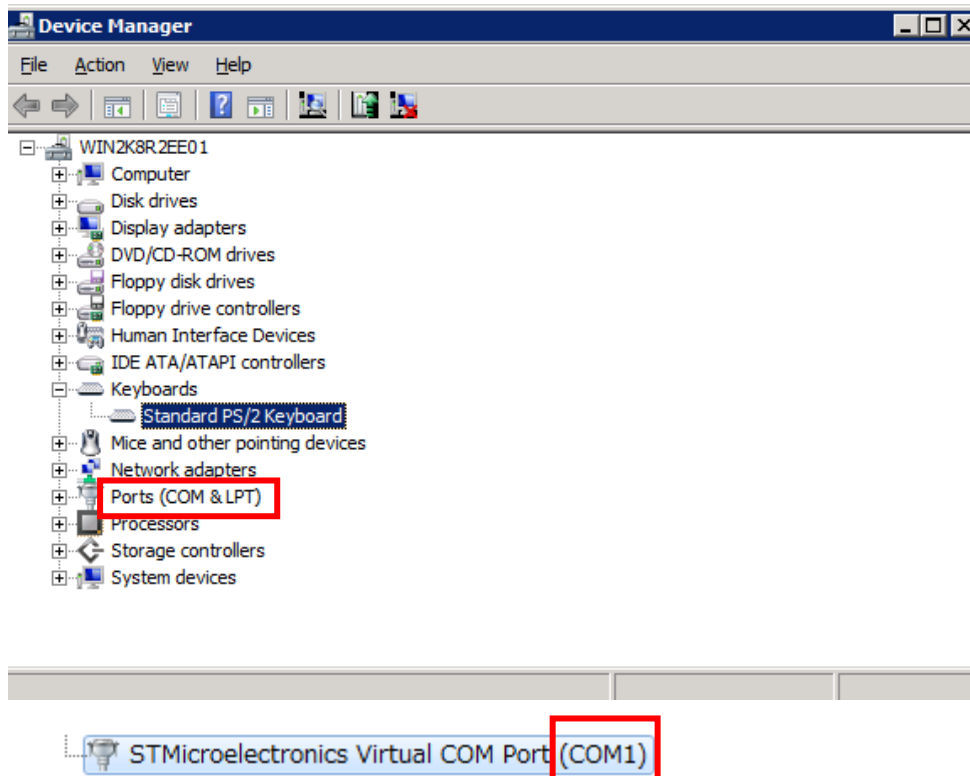 Device Manager
File Action View Help
WIN2K8R2EE01
Computer
Disk drives
Display adapters
DVD/CD-ROM drives
Floppy disk drives
Floppy drive controllers
Human Interface Devices
IDE ATA/ATAPI controllers
Keyboards
Standard PS/2 Keyboard
Mice and other pointing devices
Network adapters
Ports (COM & LPT)
Processors
Storage controllers
System devices
STMicroelectronics Virtual COM Port (COM1)